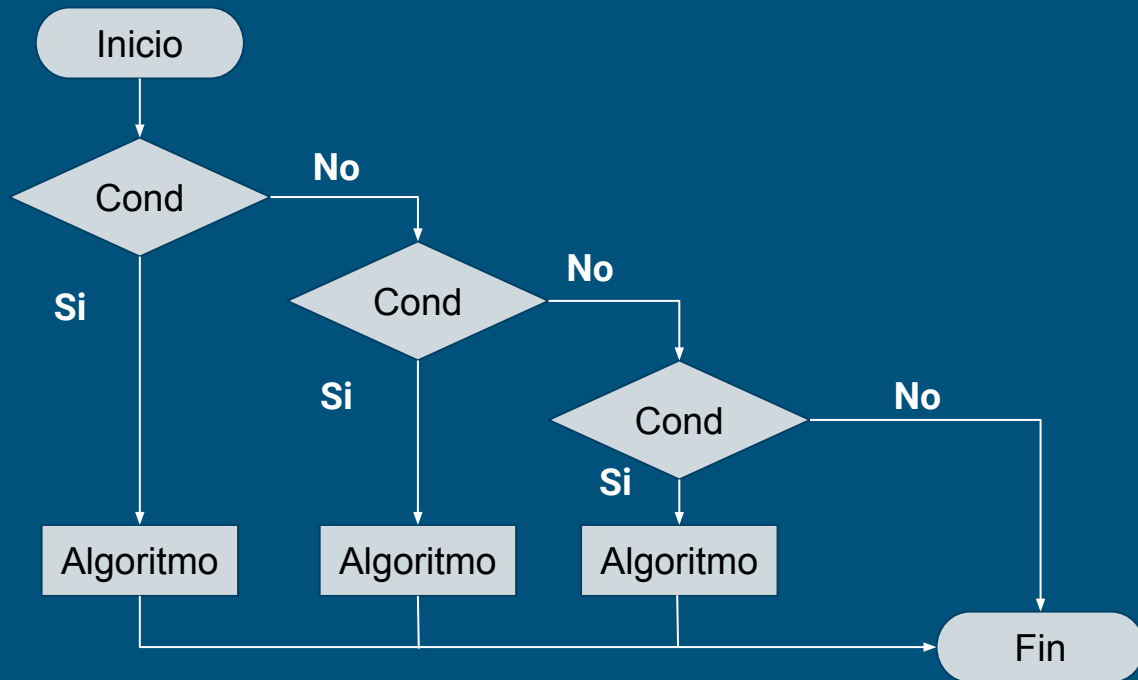 Inicio
Cond
No
Si
Cond
No
Si
Cond
No
Si
Algoritmo
Algoritmo
Algoritmo
Fin